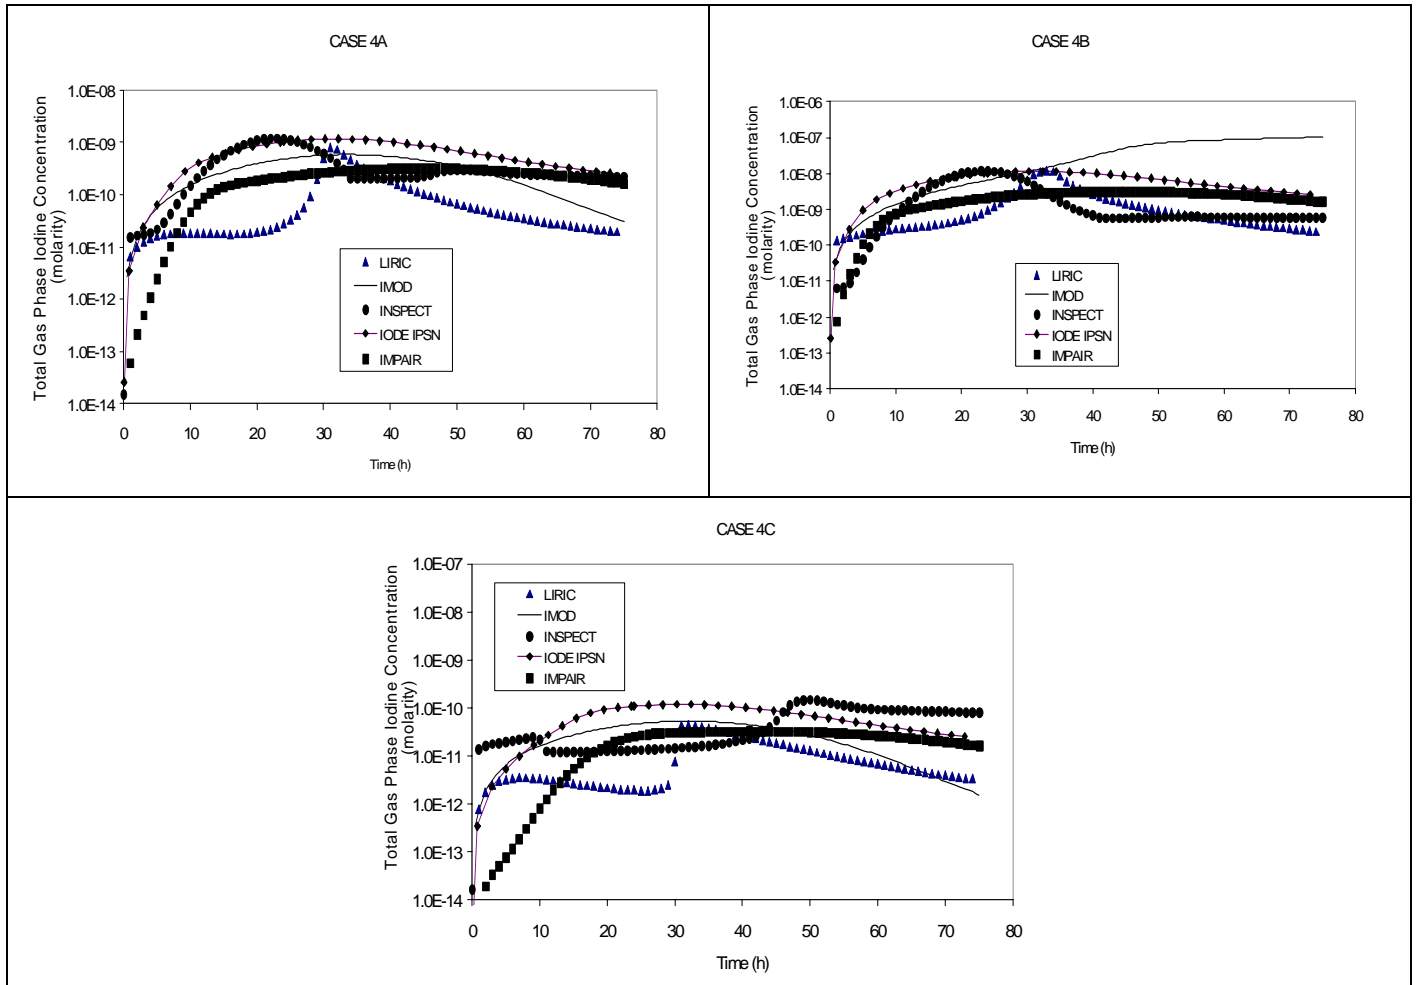 CASE 4A
Total Gas Phase Iodine Concentration
(molarity)
1.0E-08
1.0E-09
1.0E-10
1.0E-11
1.0E-12
1.0E-13
1.0E-14
LIRIC
IMOD
INSPECT
IODE IPSN
IMPAIR
0 10 20 30 40 50 60 70 80
Time (h)
CASE 4B
Total Gas Phase Iodine Concentration
(molarity)
1.0E-06
1.0E-07
1.0E-08
1.0E-09
1.0E-10
1.0E-11
1.0E-12
1.0E-13
1.0E-14
LIRIC
IMOD
INSPECT
IODE IPSN
IMPAIR
0 10 20 30 40 50 60 70 80
Time (h)
CASE 4C
Total Gas Phase Iodine Concentration
(molarity)
1.0E-07
1.0E-08
1.0E-09
1.0E-10
1.0E-11
1.0E-12
1.0E-13
1.0E-14
LIRIC
IMOD
INSPECT
IODE IPSN
IMPAIR
0 10 20 30 40 50 60 70 80
Time (h)